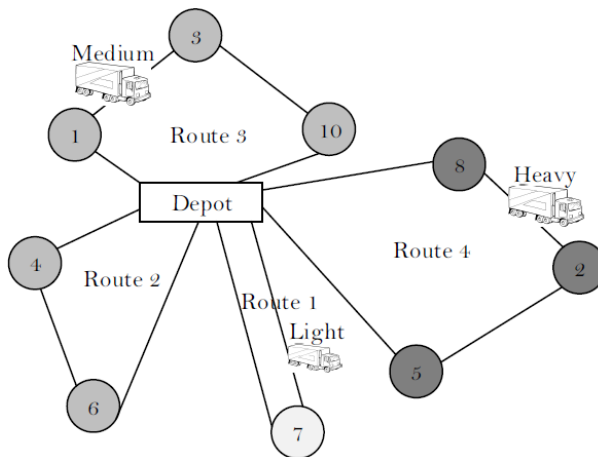 3
Medium
1
Route 3
10
8
Heavy
Depot
4
Route 2
Route 4
2
Route 1
Light
5
6
7